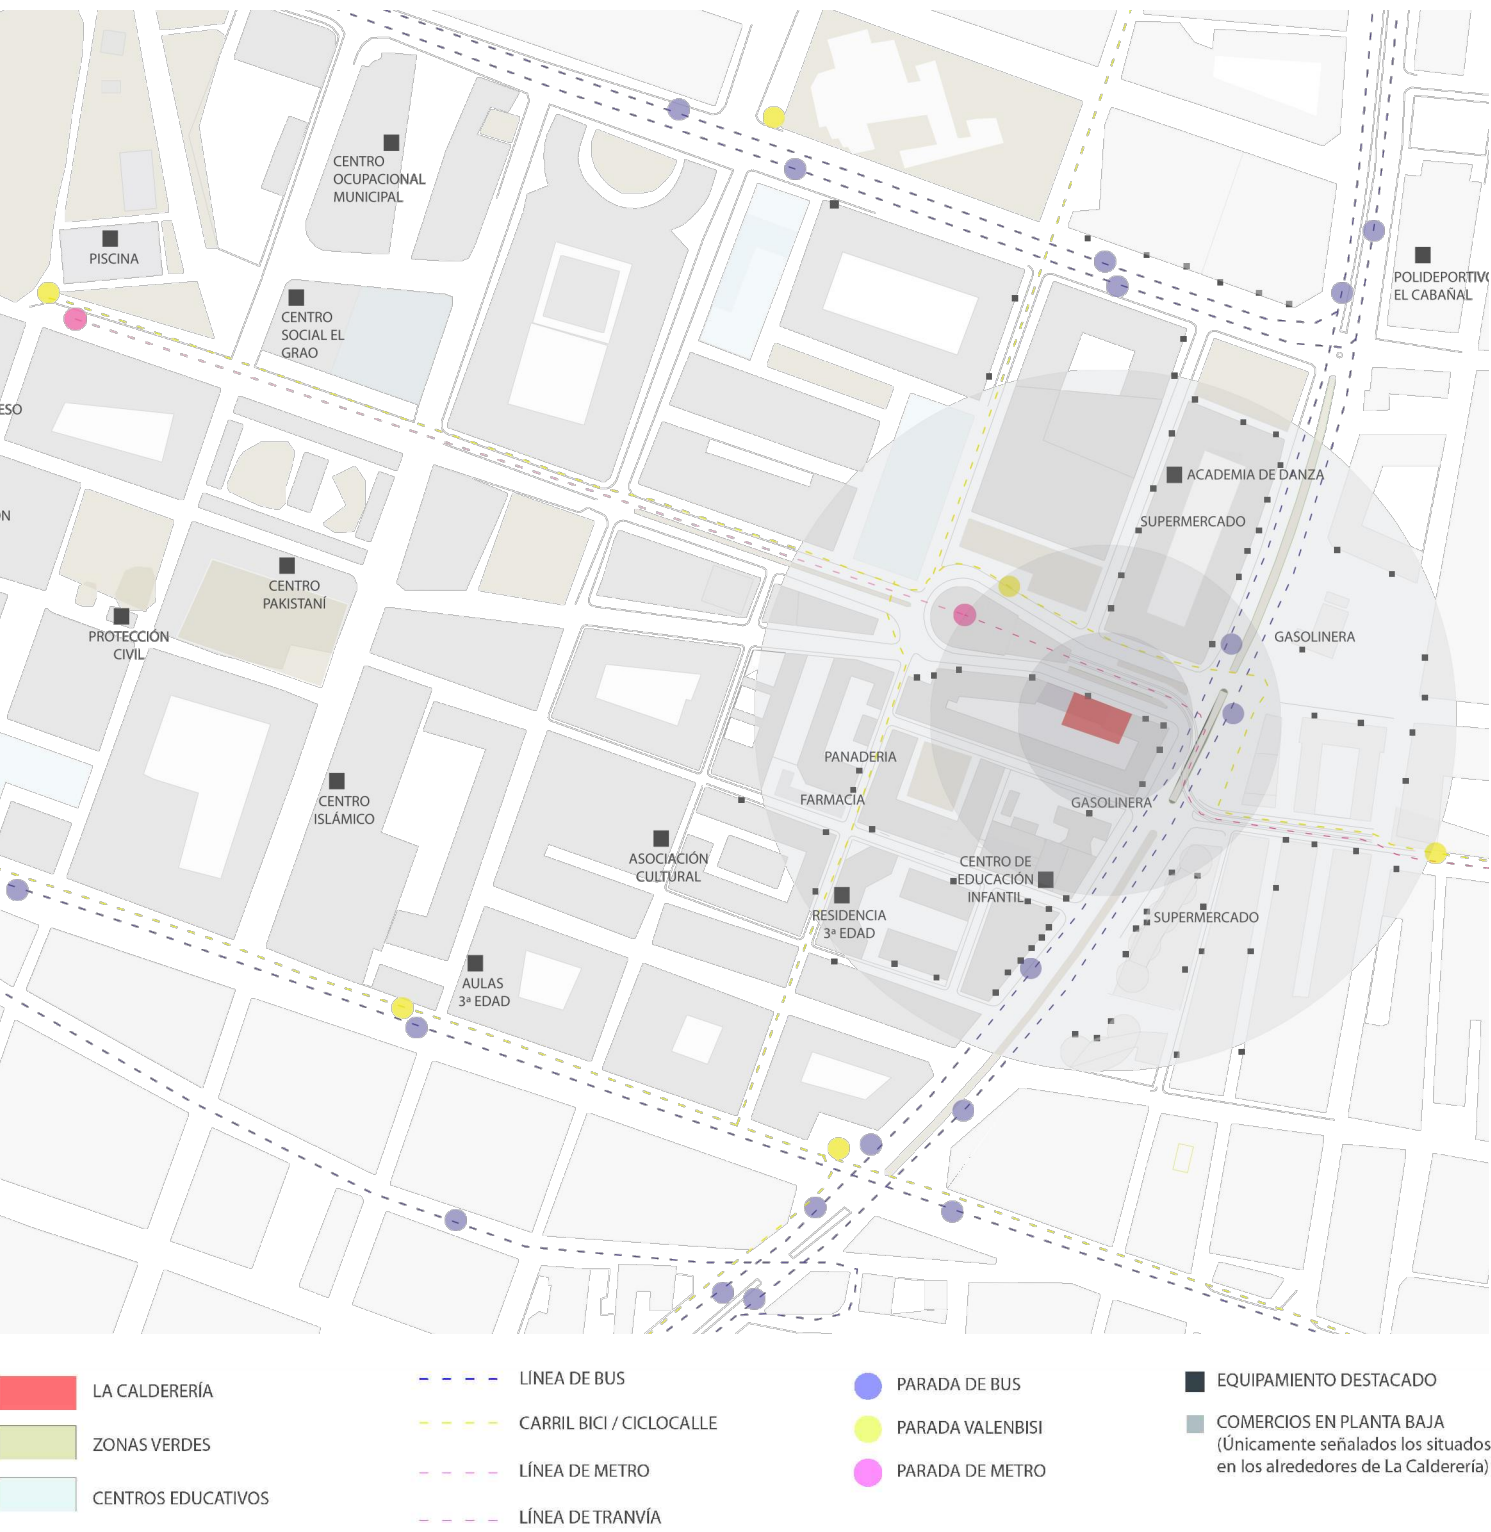 CENTRO
OCUPACIONAL
MUNICIPAL
PISCINA
POLIDEPORTIVO
EL CABAÑAL
CENTRO
SOCIAL EL
GRAO
ESO
ACADEMIA DE DANZA
SUPERMERCADO
ON
CENTRO
PAKISTANÍ
PROTECCIÓN
CIVIL
GASOLINERA
PANADERIA
FARMACIA
GASOLINERA
CENTRO
ISLÁMICO
ASOCIACIÓN
CULTURAL
CENTRO DE
EDUCACIÓN
INFANTIL
RESIDENCIA
3ª EDAD
SUPERMERCADO
AULAS
3ª EDAD
LA CALDERERÍA
ZONAS VERDES
CENTROS EDUCATIVOS
LÍNEA DE BUS
CARRIL BICI / CICLOCALLE
LÍNEA DE METRO
LÍNEA DE TRANVÍA
PARADA DE BUS
PARADA VALENBISI
PARADA DE METRO
EQUIPAMIENTO DESTACADO
COMERCIOS EN PLANTA BAJA
(Únicamente señalados los situados
en los alrededores de La Calderería)